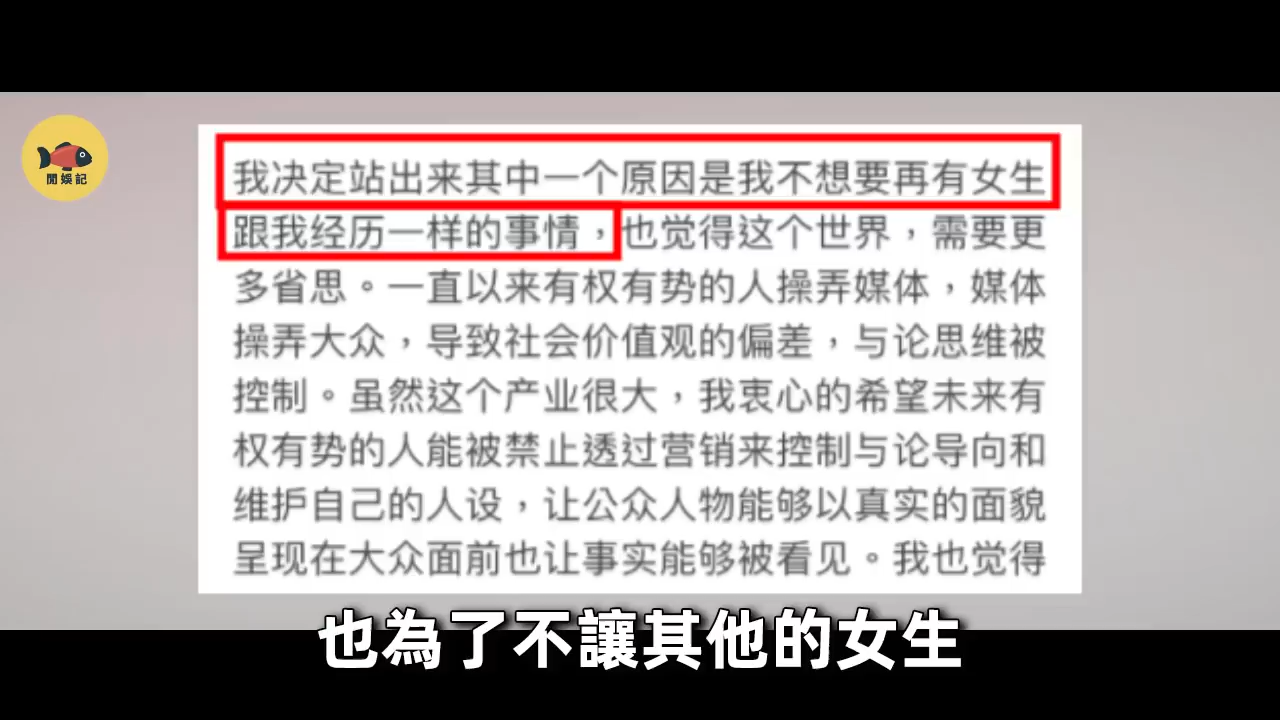 閒娛記
我决定站出来其中一个原因是我不想要再有女生
跟我经历一样的事情，也觉得这个世界，需要更
多省思。一直以来有权有势的人操弄媒体，媒体
操弄大众，导致社会价值观的偏差，与论思维被
控制。虽然这个产业很大，我衷心的希望未来有
权有势的人能被禁止透过营销来控制与论导向和
维护自己的人设，让公众人物能够以真实的面貌
呈现在大众面前也让事实能够被看见。我也觉得
也為了不讓其他的女生